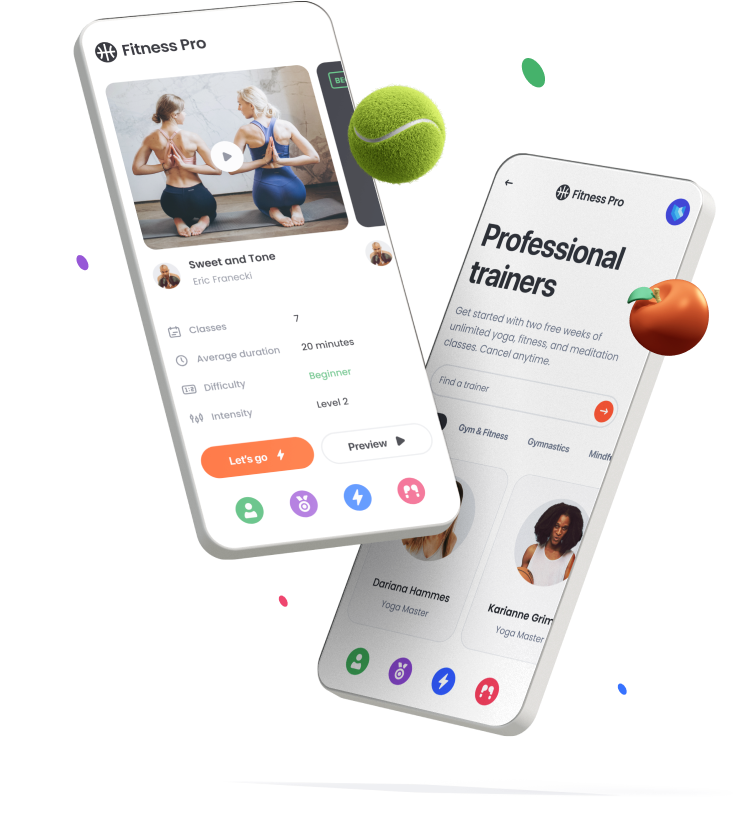 Fitness Pro
BE
Sweet and Tone
Eric Franecki
Classes 7
Average duration 20 minutes
Difficulty Beginner
Intensity Level 2
Let's go
Preview
Fitness Pro
Professional
trainers
Get started with two free weeks of
unlimited yoga, fitness, and meditation
classes. Cancel anytime.
Find a trainer
Gym & Fitness Gymnastics Mindf
Dariana Hammes
Yoga Master
Karianne Grim
Yoga Master